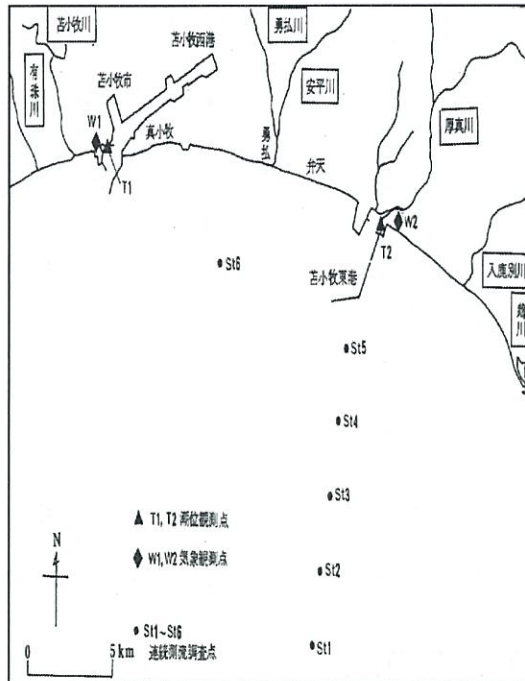 苫小牧川
有珠川
苫小牧市
苫小牧西港
勇払川
安平川
厚真川
W1
真小牧
勇払
弁天
T1
W2
T2
入鹿別川
St6
苫小牧東港
川
St5
St4
St3
T1, T2 潮位観測点
N
W1, W2 気象観測点
St2
St1~St6
連続測流調査点
0 5 km
St1